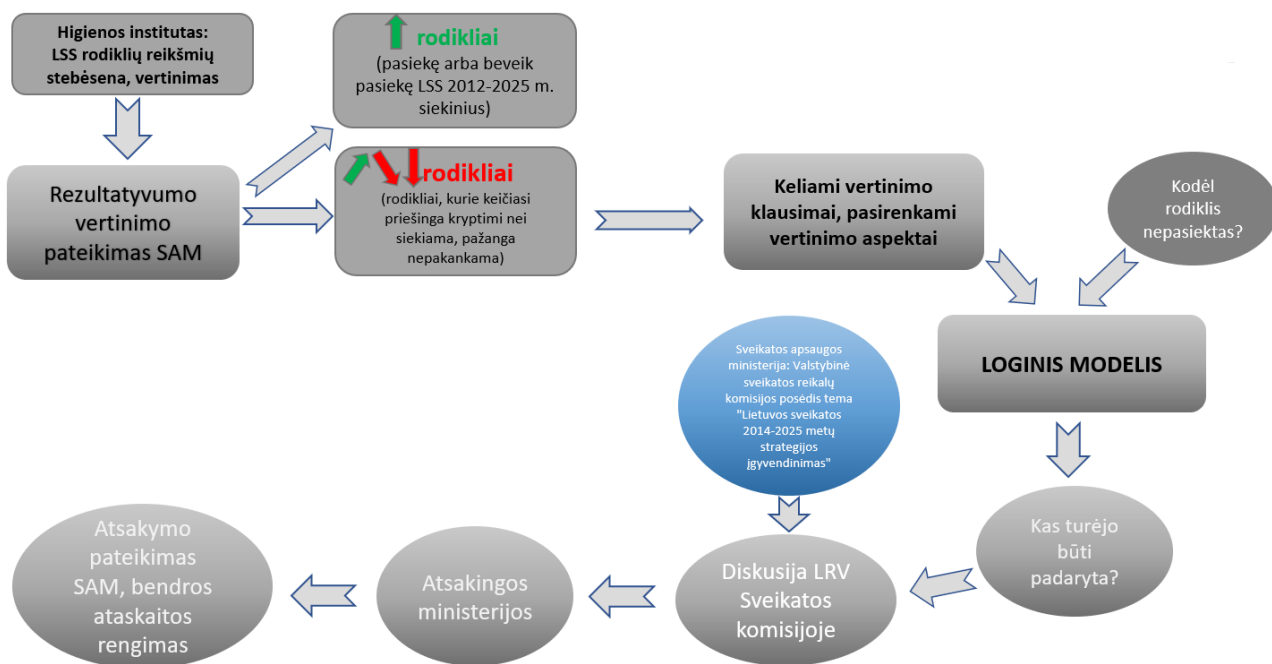 Higienos institutas:
LSS rodiklių reikšmių
stebėsena, vertinimas
rodikliai
(pasiekę arba beveik
pasiekę LSS 2012-2025 m.
siekinius)
Rezultatyvumo
vertinimo
pateikimas SAM
rodikliai
(rodikliai, kurie keičiasi
priešinga kryptimi nei
siekiama, pažanga
nepakankama)
Keliami vertinimo
klausimai, pasirenkami
vertinimo aspektai
Kodėl
rodiklis
nepasiektas?
LOGINIS MODELIS
Sveikatos apsaugos
ministerija: Valstybinė
sveikatos reikalų
komisijos posėdis tema
"Lietuvos sveikatos
2014-2025 metų
strategijos
įgyvendinimas"
Kas turėjo
būti
padaryta?
Diskusija LRV
Sveikatos
komisijoje
Atsakingos
ministerijos
Atsakymo
pateikimas
SAM, bendros
ataskaitos
rengimas